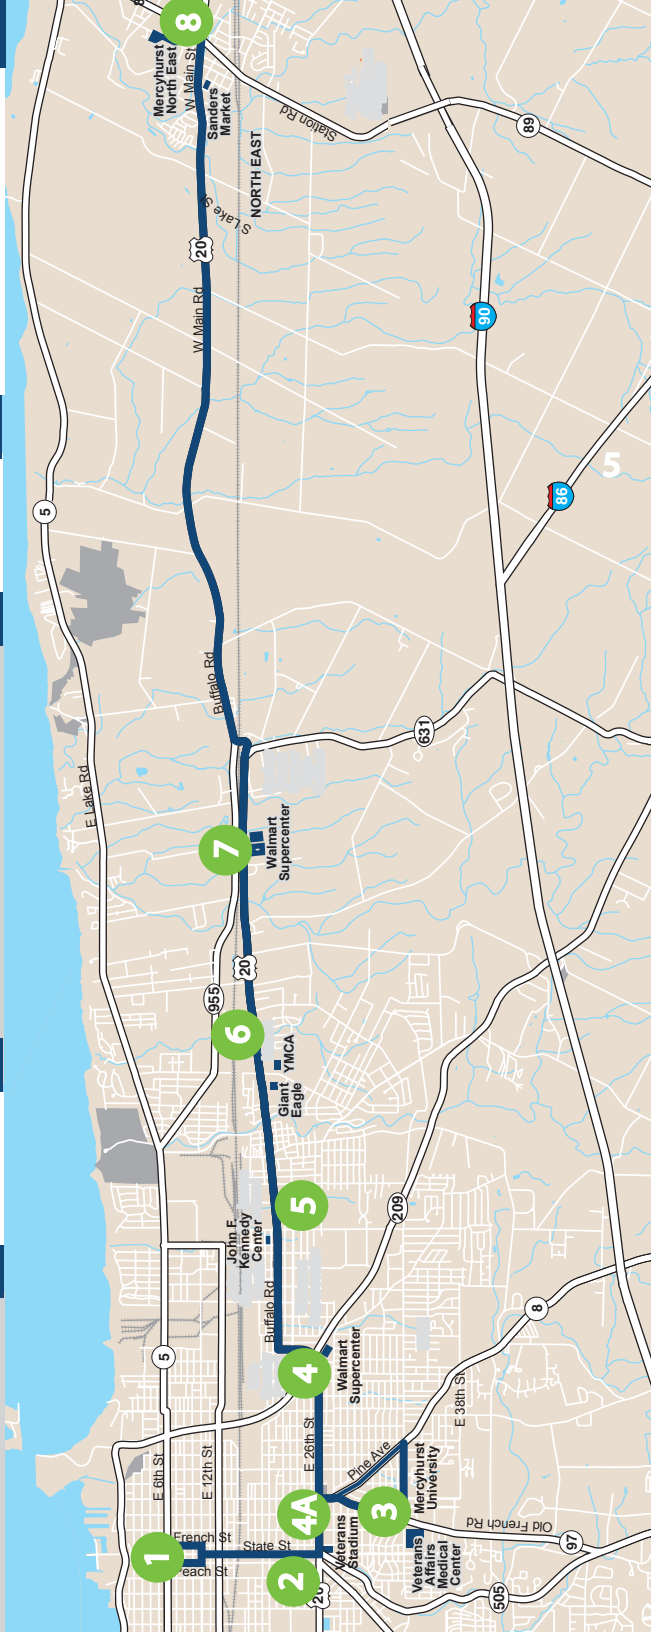 8
8
Mercyhurst
North East
W Main St
Sanders
Market
Station Rd
89
NORTH EAST
S Lake St
20
W Main Rd
90
5
86
5
Buffalo Rd
631
E Lake Rd
7
Walmart
Supercenter
20
955
6
YMCA
Giant
Eagle
5
209
John F.
Kennedy
Center
Buffalo Rd
8
5
4
Walmart
Supercenter
E 38th St
E 26th St
Pine Ave
E 6th St
E 12th St
Mercyhurst
University
4A
3
Old French Rd
97
French St
State St
1
Peach St
Veterans
Stadium
Veterans
Affairs
Medical
Center
2
20
505